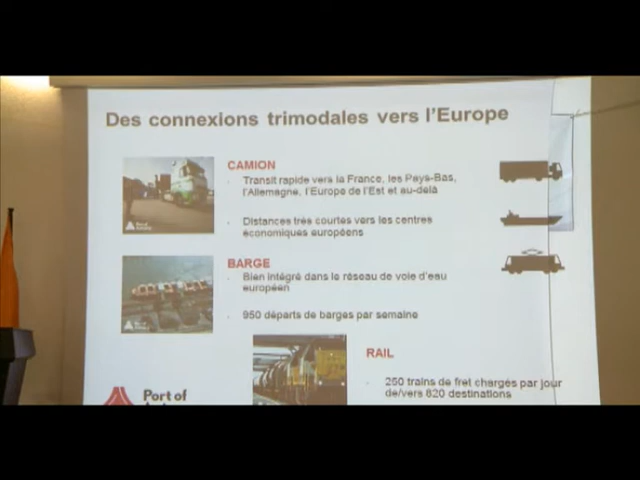 Des connexions trimodales vers l'Europe
CAMION
Transit rapide vers la France, les Pays-Bas,
l'Allemagne, l'Europe de l'Est et au-delà
Distances très courtes vers les centres
économiques européens
BARGE
Bien intégré dans le réseau de voie d'eau
européen
950 départs de barges par semaine
RAIL
250 trains de fret chargés par jour
de/vers 820 destinations
Port of